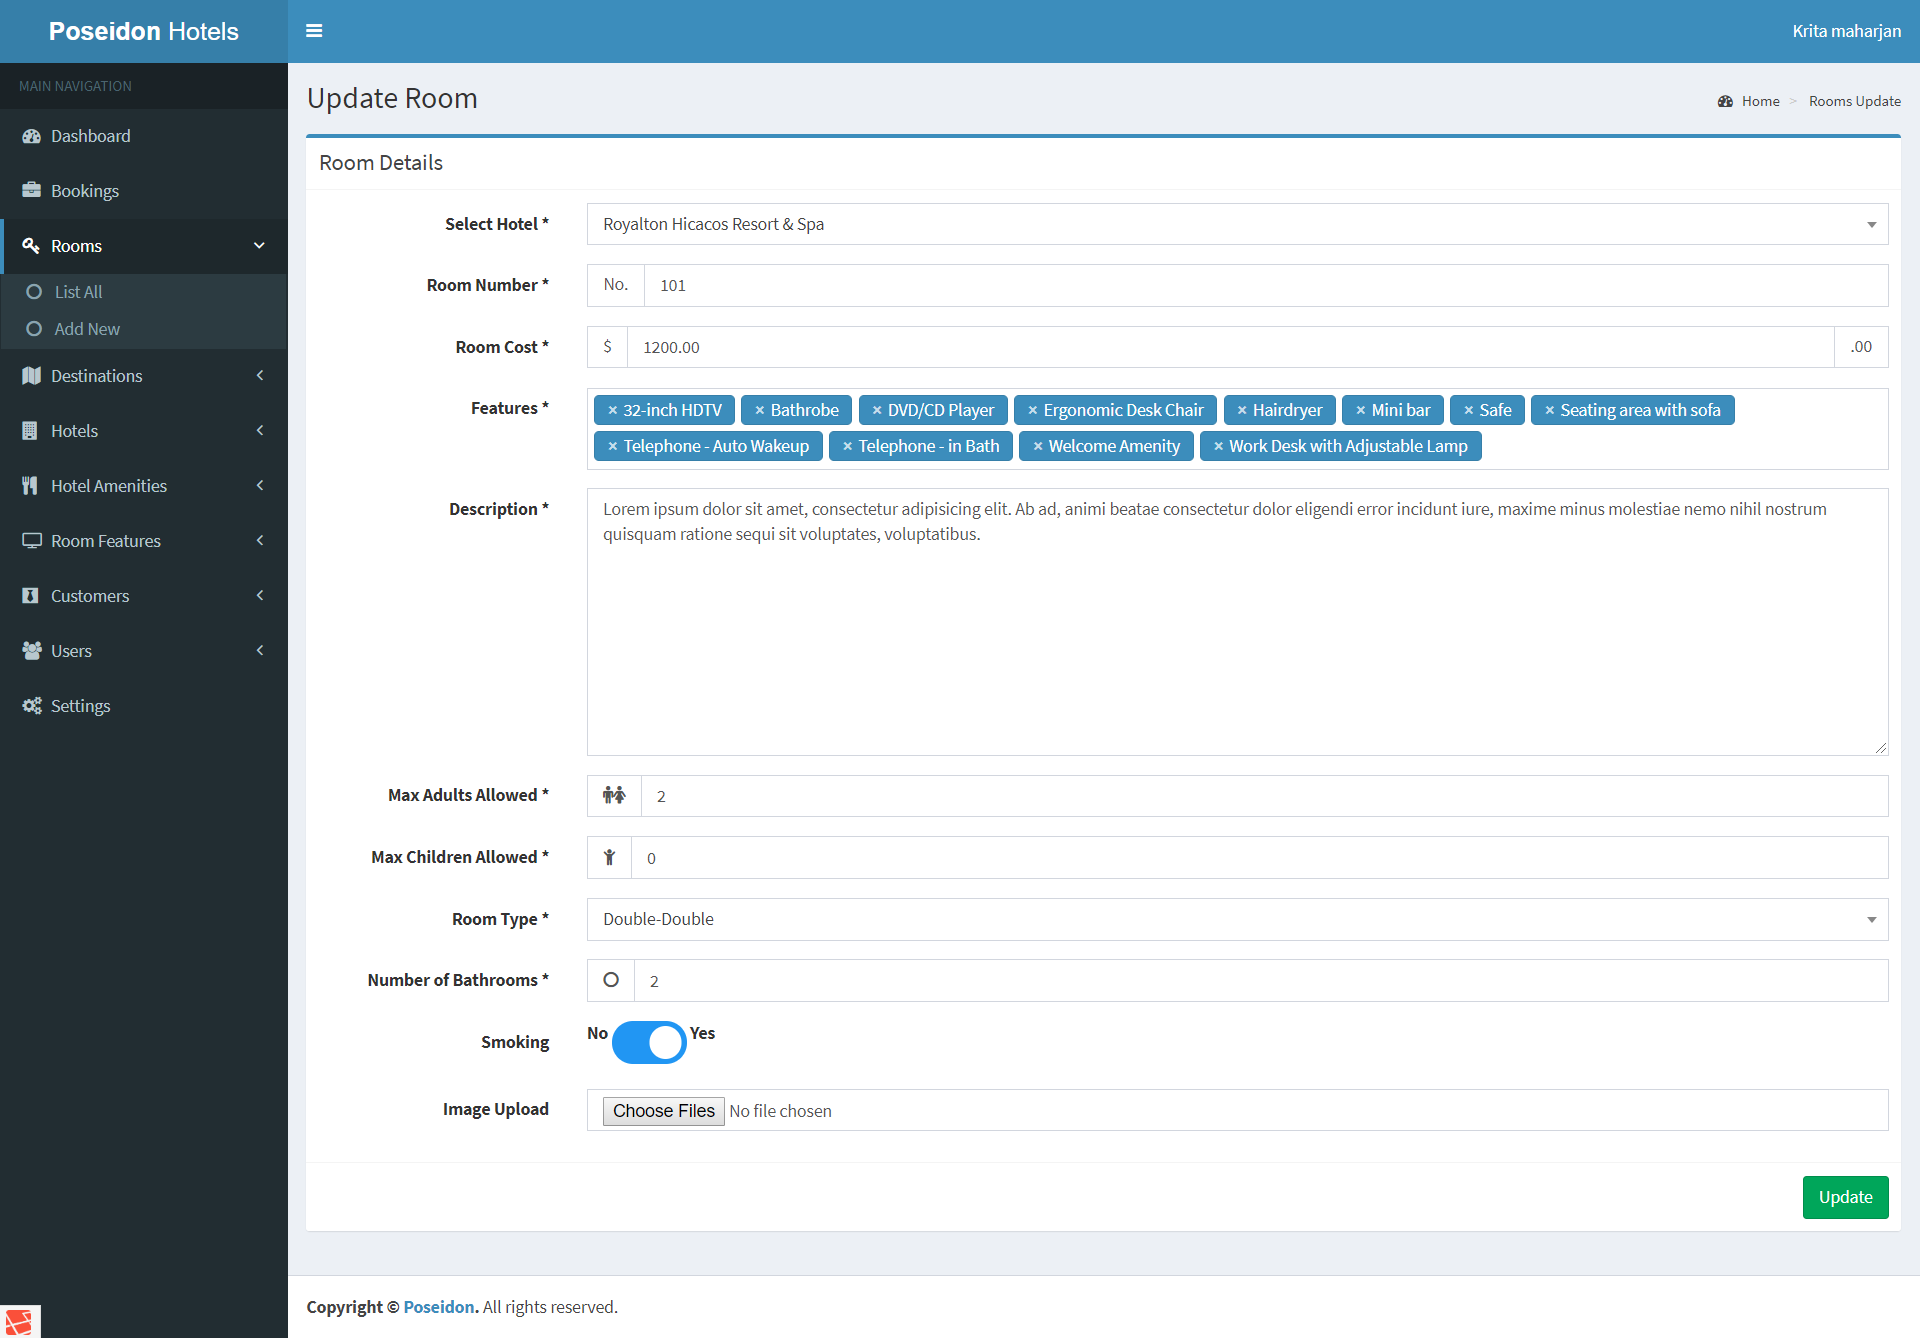 Poseidon Hotels
Krita maharjan
MAIN NAVIGATION
Dashboard
Bookings
Rooms
List All
Add New
Destinations
Hotels
Hotel Amenities
Room Features
Customers
Users
Settings
Update Room
Home > Rooms Update
Room Details
Select Hotel * Royalton Hicacos Resort & Spa
Room Number * No. 101
Room Cost * $ 1200.00 .00
Features * × 32-inch HDTV × Bathrobe × DVD/CD Player × Ergonomic Desk Chair × Hairdryer × Mini bar × Safe × Seating area with sofa
× Telephone - Auto Wakeup × Telephone - in Bath × Welcome Amenity × Work Desk with Adjustable Lamp
Description * Lorem ipsum dolor sit amet, consectetur adipisicing elit. Ab ad, animi beatae consectetur dolor eligendi error incidunt iure, maxime minus molestiae nemo nihil nostrum
quisquam ratione sequi sit voluptates, voluptatibus.
Max Adults Allowed * 2
Max Children Allowed * 0
Room Type * Double-Double
Number of Bathrooms * 2
Smoking No Yes
Image Upload Choose Files No file chosen
Update
Copyright © Poseidon. All rights reserved.